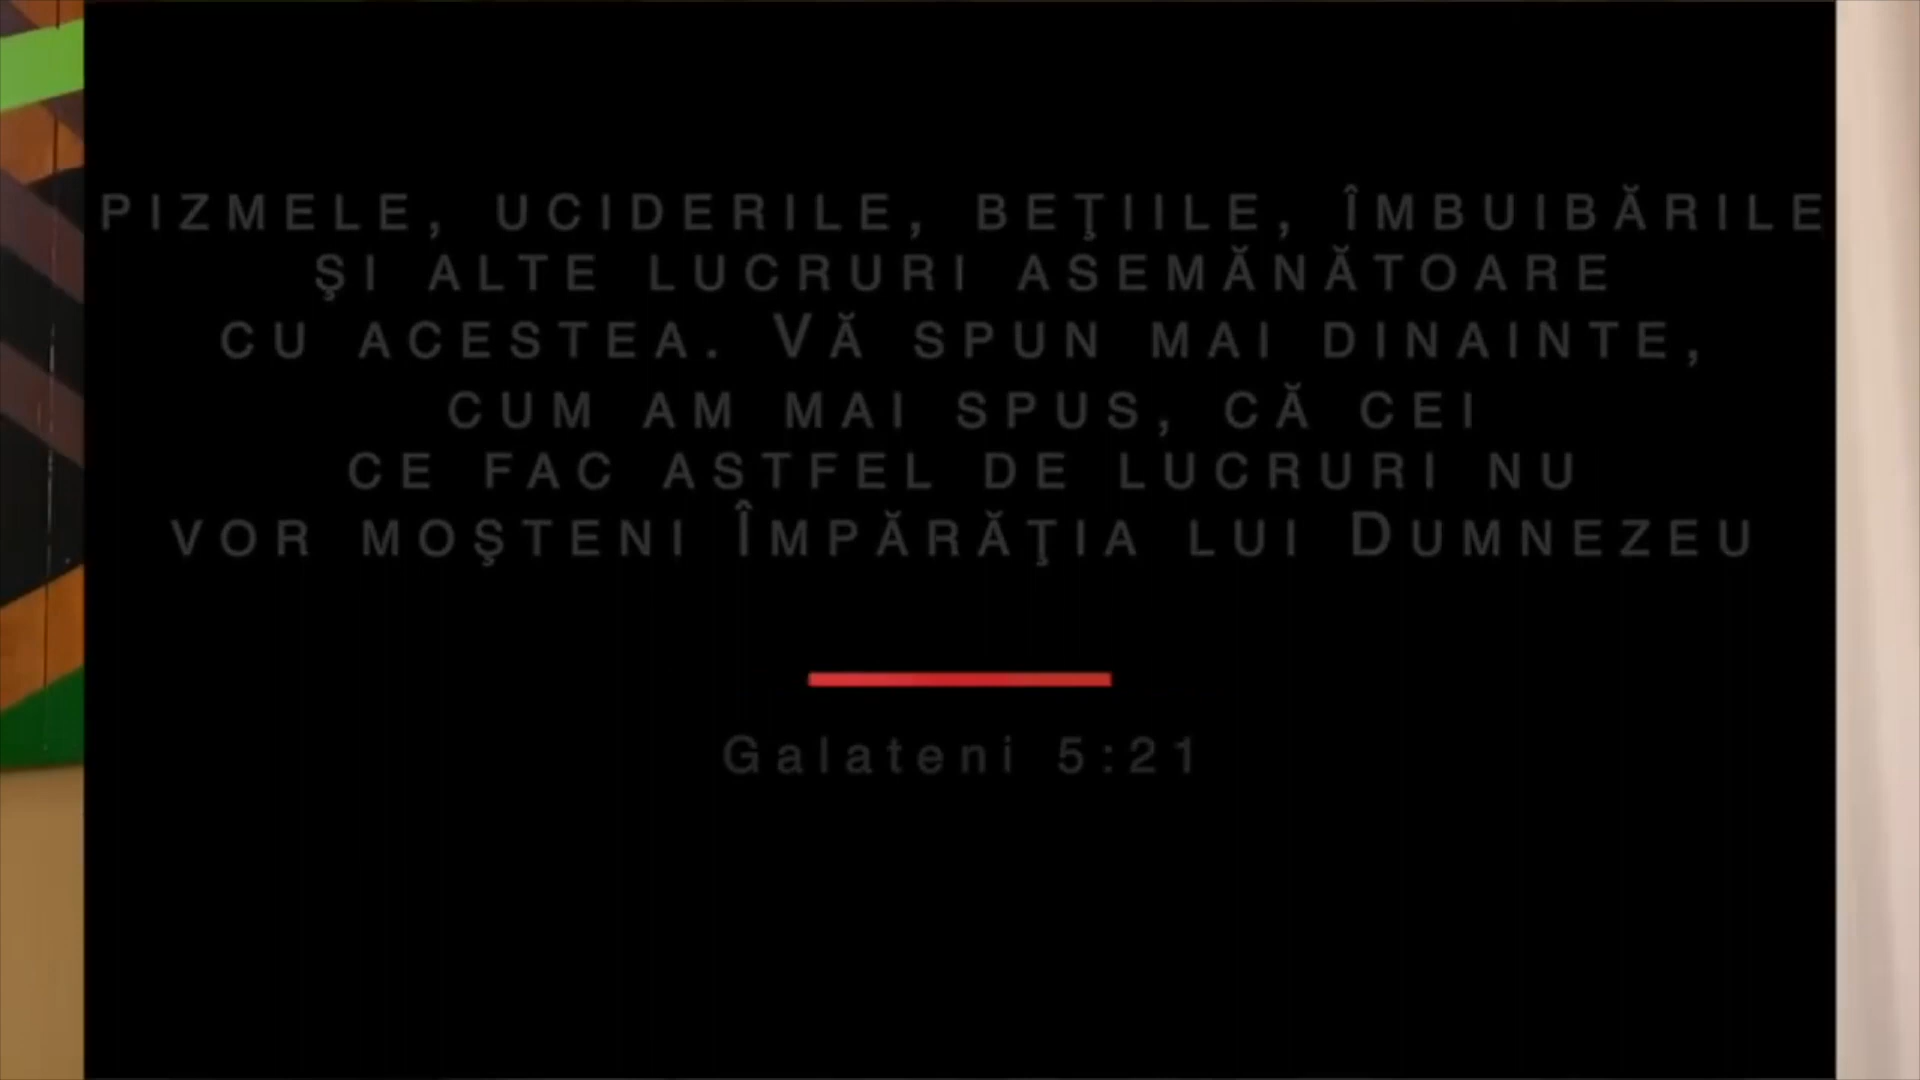 PIZMELE, UCIDERILE, BEŢIILE, ÎMBUIBĂRILE
ŞI ALTE LUCRURI ASEMĂNĂTOARE
CU ACESTEA. VĂ SPUN MAI DINAINTE,
CUM AM MAI SPUS, CĂ CEI
CE FAC ASTFEL DE LUCRURI NU
VOR MOŞTENI ÎMPĂRĂŢIA LUI DUMNEZEU
Galateni 5:21